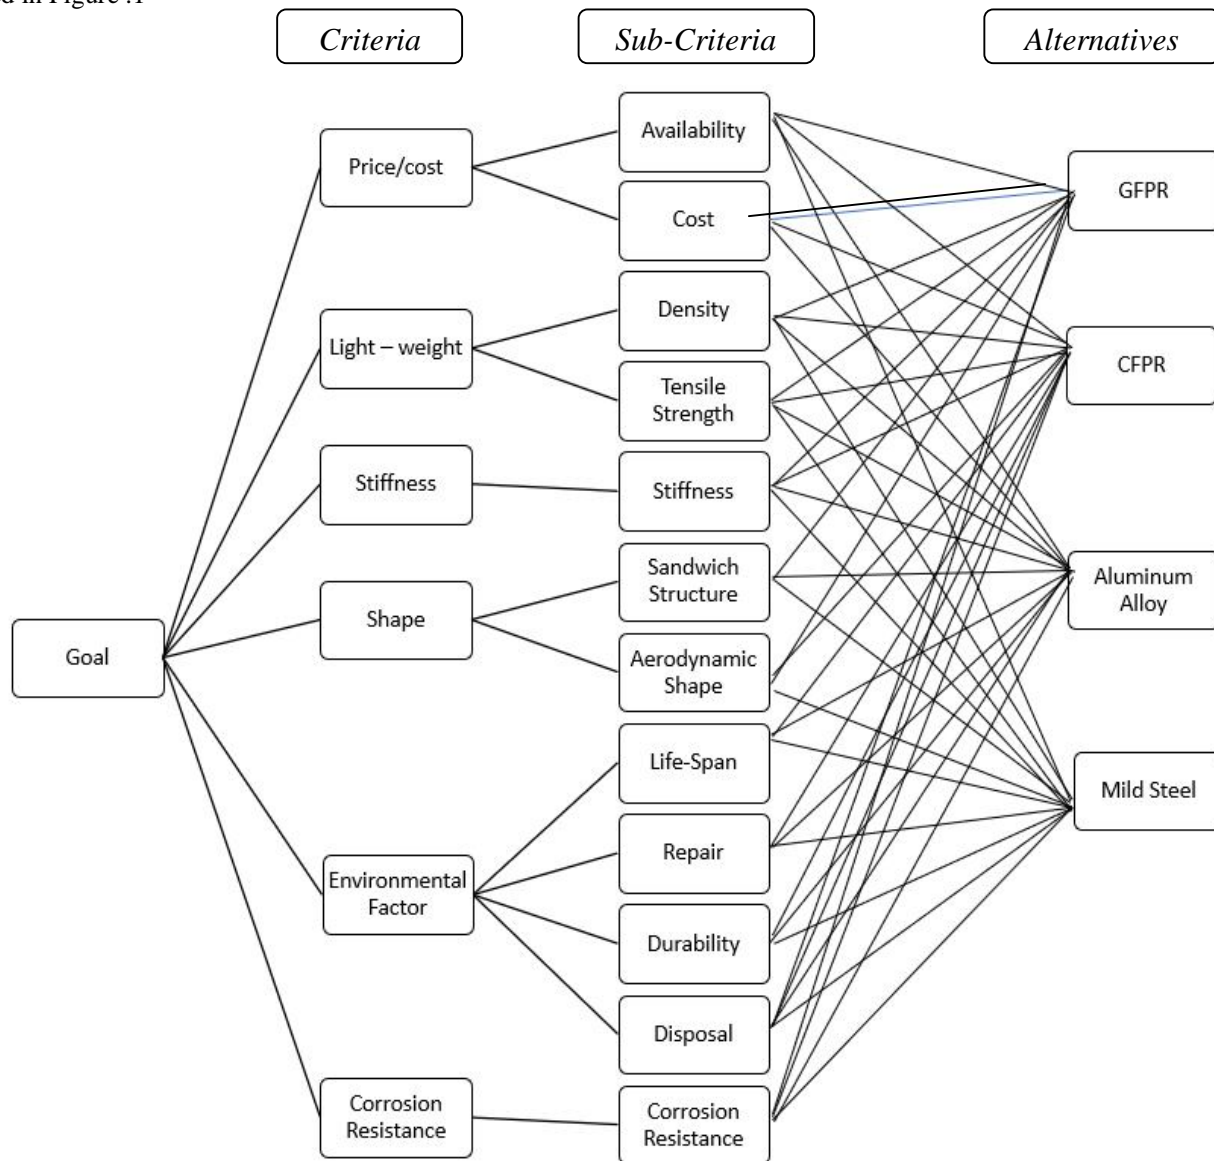 d in Figure .1
Criteria
Sub-Criteria
Alternatives
Availability
Price/cost
GFPR
Cost
Density
Light – weight
CFPR
Tensile
Strength
Stiffness
Stiffness
Sandwich
Structure
Aluminum
Alloy
Shape
Goal
Aerodynamic
Shape
Life-Span
Mild Steel
Repair
Environmental
Factor
Durability
Disposal
Corrosion
Resistance
Corrosion
Resistance